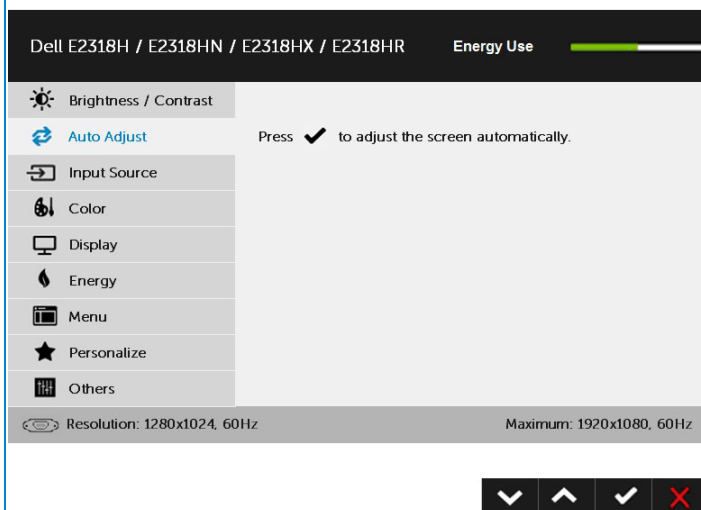 Dell E2318H / E2318HN / E2318HX / E2318HR Energy Use
Brightness / Contrast
Auto Adjust
Press to adjust the screen automatically.
Input Source
Color
Display
Energy
Menu
Personalize
Others
Resolution: 1280x1024, 60Hz Maximum: 1920x1080, 60Hz